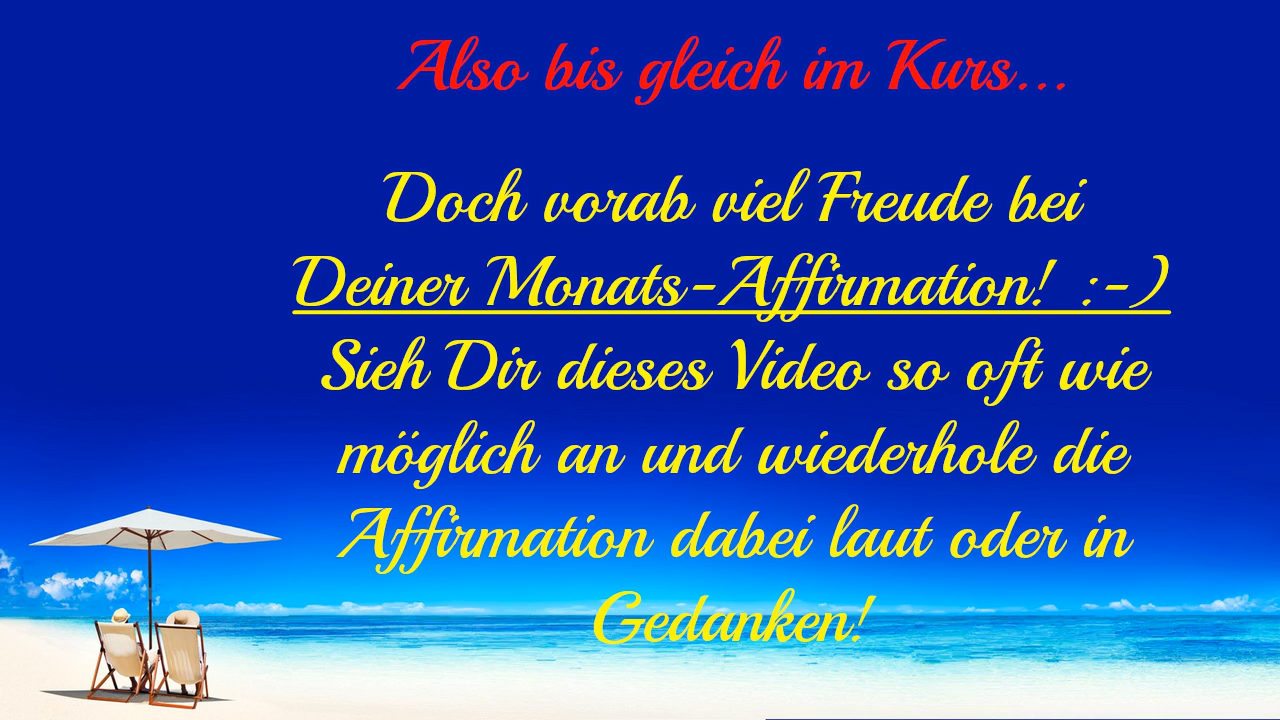 Also bis gleich im Kurs...
Doch vorab viel Freude bei
Deiner Monats-Affirmation! :-)
Sieh Dir dieses Video so oft wie
möglich an und wiederhole die
Affirmation dabei laut oder in
Gedanken!